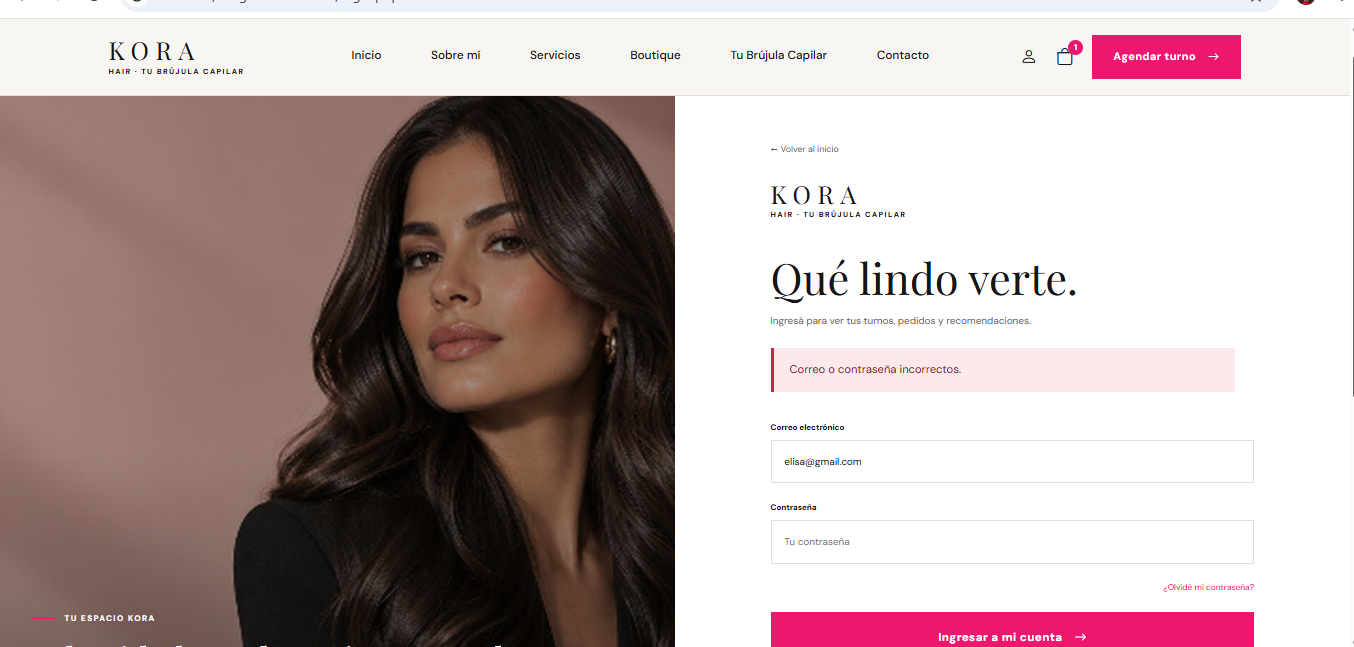 KORA
HAIR · TU BRÚJULA CAPILAR
Inicio
Sobre mí
Servicios
Boutique
Tu Brújula Capilar
Contacto
1
Agendar turno →
← Volver al inicio
KORA
HAIR · TU BRÚJULA CAPILAR
Qué lindo verte.
Ingresá para ver tus turnos, pedidos y recomendaciones.
Correo o contraseña incorrectos.
Correo electrónico
elisa@gmail.com
Contraseña
Tu contraseña
¿Olvidé mi contraseña?
Ingresar a mi cuenta →
TU ESPACIO KORA